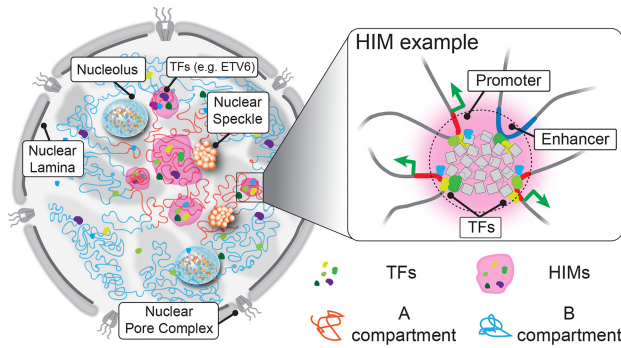 Nucleolus
TFs (e.g. ETV6)
Nuclear
Speckle
Nuclear
Lamina
Nuclear
Pore Complex
HIM example
Promoter
Enhancer
TFs
TFs
HIMs
A
compartment
B
compartment